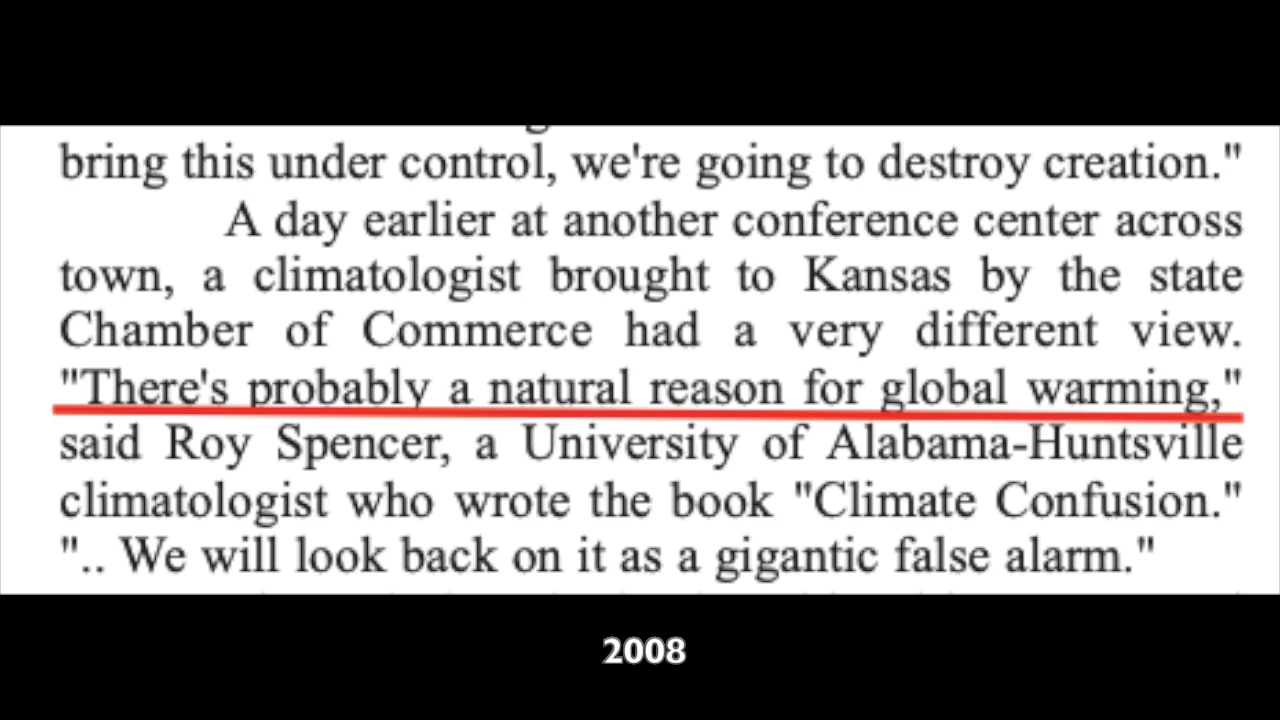 bring this under control, we're going to destroy creation."
A day earlier at another conference center across
town, a climatologist brought to Kansas by the state
Chamber of Commerce had a very different view.
"There's probably a natural reason for global warming,"
said Roy Spencer, a University of Alabama-Huntsville
climatologist who wrote the book "Climate Confusion."
".. We will look back on it as a gigantic false alarm."
2008